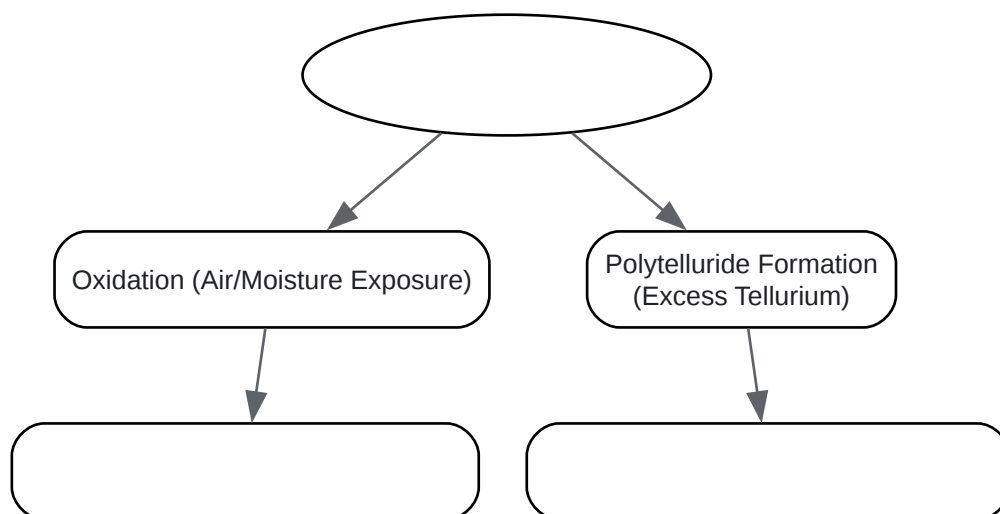 Oxidation (Air/Moisture Exposure)
Polytelluride Formation
(Excess Tellurium)